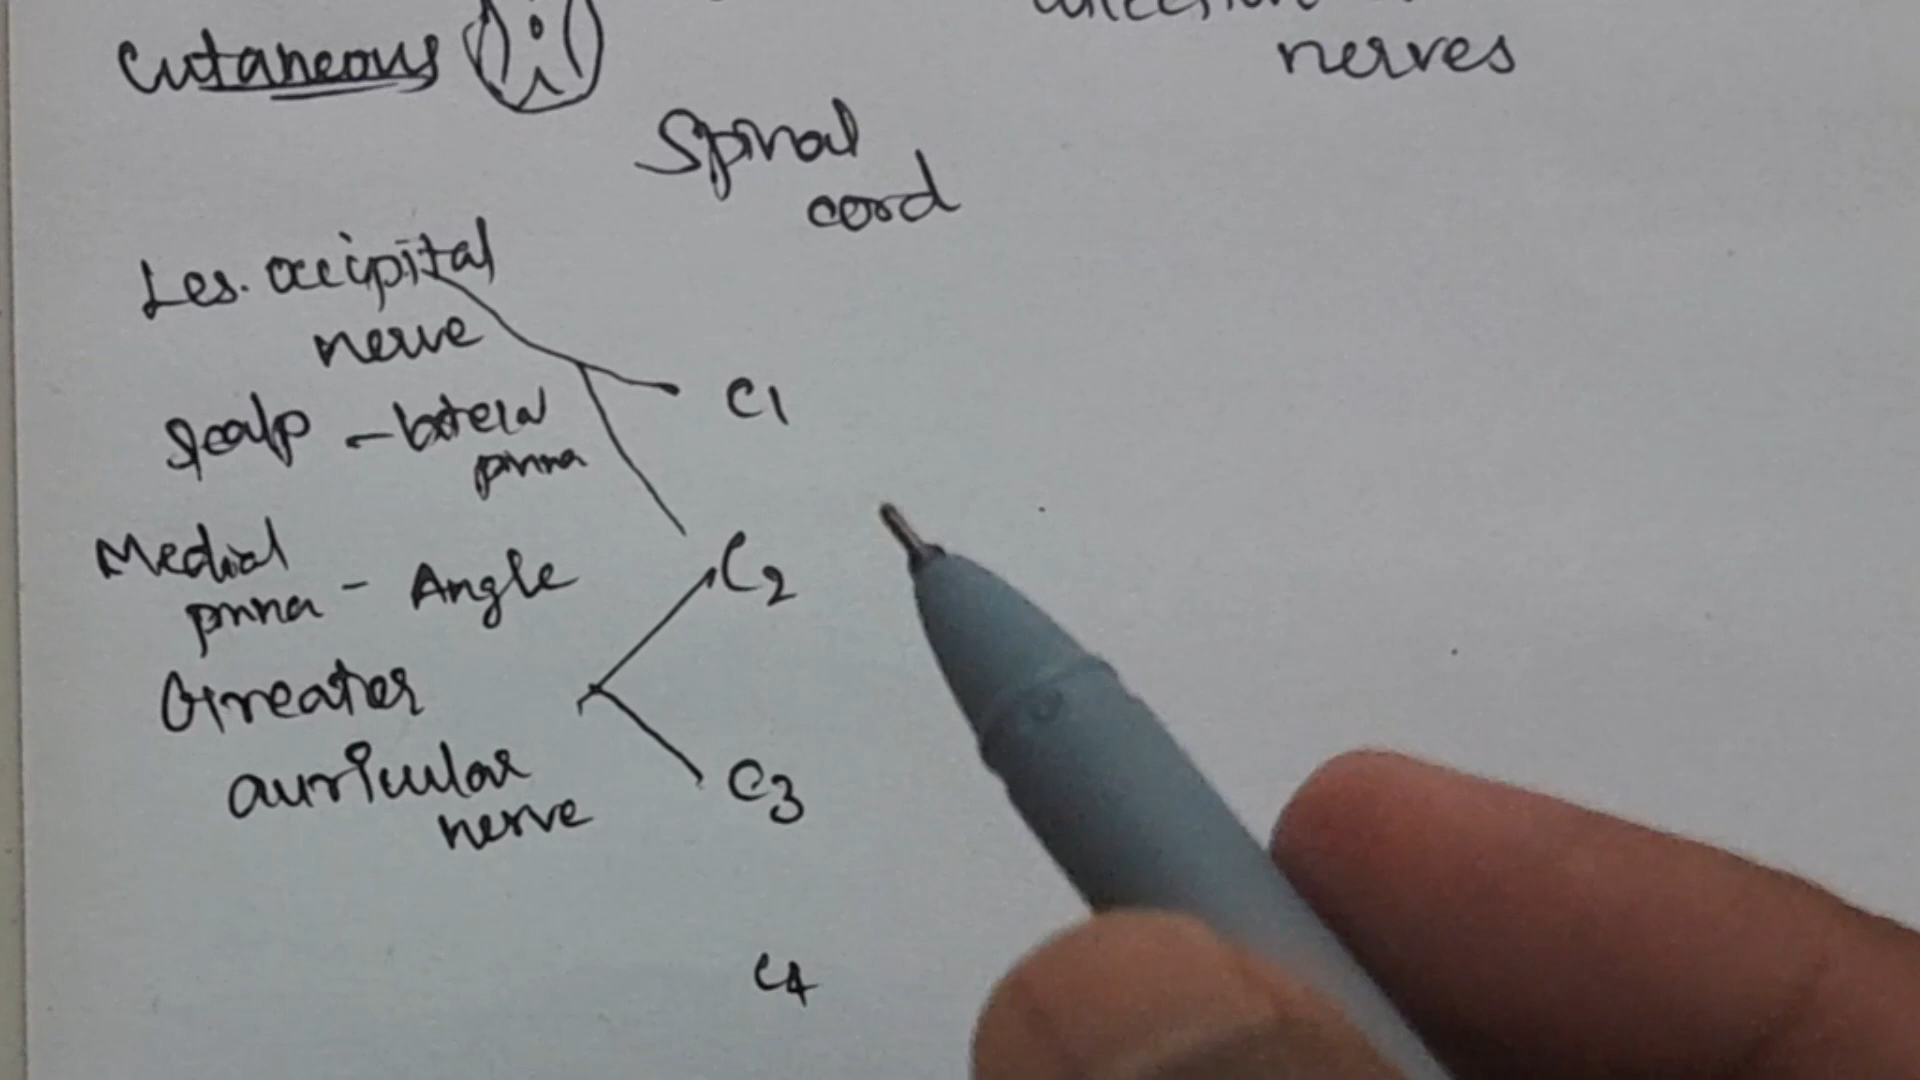 Cutaneous
nerves
Spinal
cord
Les. occipital
nerve
C1
Scalp - lateral
pinna
C2
Medial
pinna - Angle
Greater
auricular
nerve
C3
C4